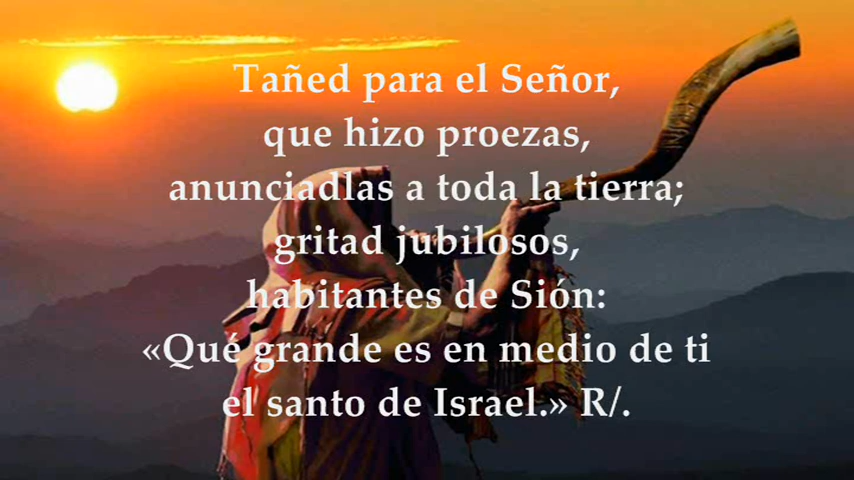 Tañed para el Señor,
que hizo proezas,
anunciadlas a toda la tierra;
gritad jubilosos,
habitantes de Sión:
«Qué grande es en medio de ti
el santo de Israel.» R/.